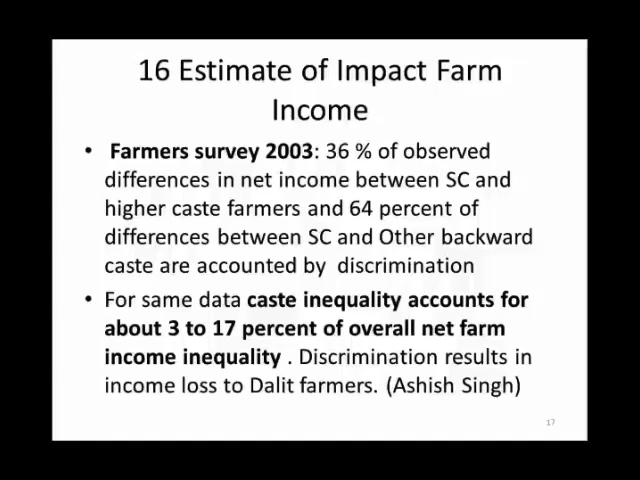 16 Estimate of Impact Farm
Income
• Farmers survey 2003: 36 % of observed
differences in net income between SC and
higher caste farmers and 64 percent of
differences between SC and Other backward
caste are accounted by discrimination
• For same data caste inequality accounts for
about 3 to 17 percent of overall net farm
income inequality . Discrimination results in
income loss to Dalit farmers. (Ashish Singh)
17